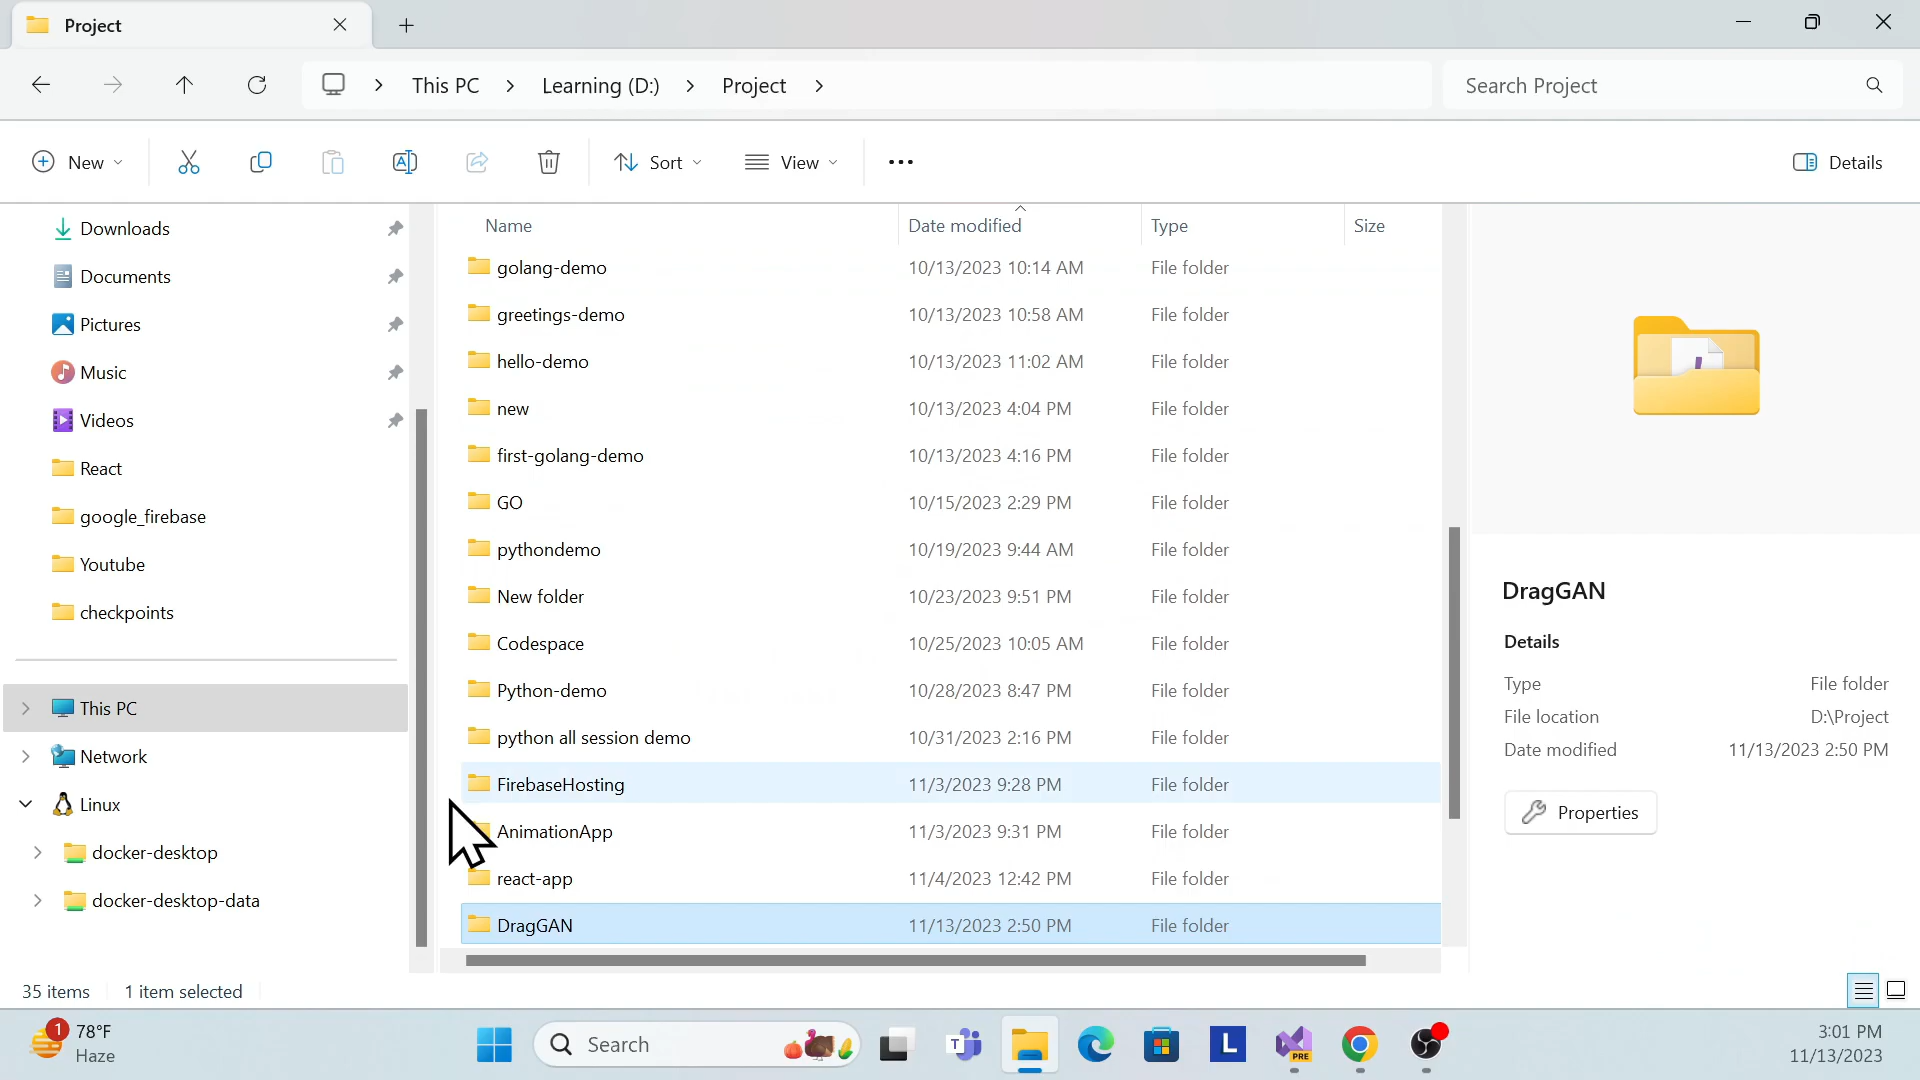 Project
This PC
Learning (D:)
Project
Search Project
New
Sort
View
Details
Downloads
Documents
Pictures
Music
Videos
React
google_firebase
Youtube
checkpoints
This PC
Network
Linux
docker-desktop
docker-desktop-data
Name Date modified Type Size
golang-demo 10/13/2023 10:14 AM File folder
greetings-demo 10/13/2023 10:58 AM File folder
hello-demo 10/13/2023 11:02 AM File folder
new 10/13/2023 4:04 PM File folder
first-golang-demo 10/13/2023 4:16 PM File folder
GO 10/15/2023 2:29 PM File folder
pythondemo 10/19/2023 9:44 AM File folder
New folder 10/23/2023 9:51 PM File folder
Codespace 10/25/2023 10:05 AM File folder
Python-demo 10/28/2023 8:47 PM File folder
python all session demo 10/31/2023 2:16 PM File folder
FirebaseHosting 11/3/2023 9:28 PM File folder
AnimationApp 11/3/2023 9:31 PM File folder
react-app 11/4/2023 12:42 PM File folder
DragGAN 11/13/2023 2:50 PM File folder
DragGAN
Details
Type File folder
File location D:\Project
Date modified 11/13/2023 2:50 PM
Properties
35 items 1 item selected
1
78°F
Haze
Search
T
L
PRE
3:01 PM
11/13/2023